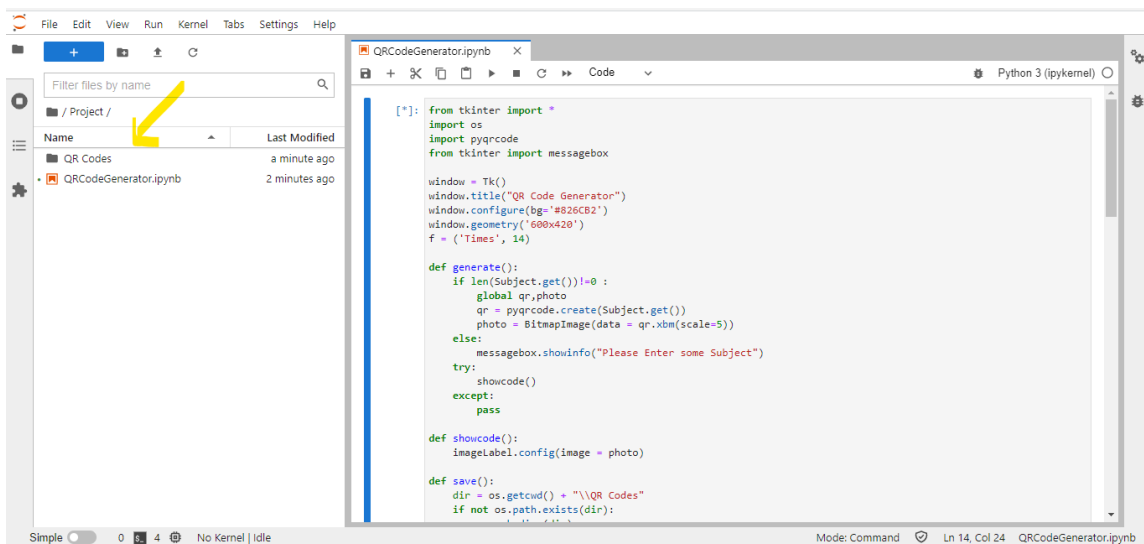 File Edit View Run Kernel Tabs Settings Help
Filter files by name
/ Project /
Name Last Modified
QR Codes a minute ago
QRCodeGenerator.ipynb 2 minutes ago
QRCodeGenerator.ipynb
Code
Python 3 (ipykernel)
[*]: from tkinter import *
import os
import pyqrcode
from tkinter import messagebox
window = Tk()
window.title("QR Code Generator")
window.configure(bg='#826CB2')
window.geometry('600x420')
f = ('Times', 14)
def generate():
if len(Subject.get())!=0 :
global qr,photo
qr = pyqrcode.create(Subject.get())
photo = BitmapImage(data = qr.xbm(scale=5))
else:
messagebox.showinfo("Please Enter some Subject")
try:
showcode()
except:
pass
def showcode():
imageLabel.config(image = photo)
def save():
dir = os.getcwd() + "\\QR Codes"
if not os.path.exists(dir):
Simple 0 4 No Kernel | Idle Mode: Command Ln 14, Col 24 QRCodeGenerator.ipynb